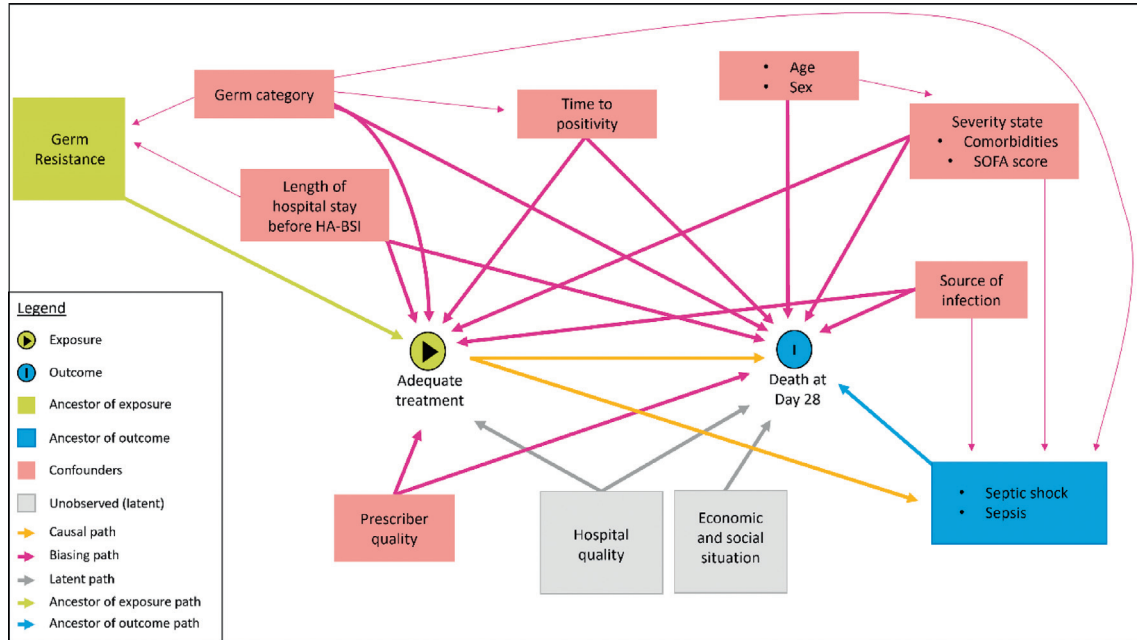 Germ category
Germ
Resistance
Time to
positivity
• Age
• Sex
Severity state
• Comorbidities
• SOFA score
Length of
hospital stay
before HA-BSI
Source of
infection
Adequate
treatment
Death at
Day 28
Prescriber
quality
Hospital
quality
Economic
and social
situation
• Septic shock
• Sepsis
Legend
Exposure
I Outcome
Ancestor of exposure
Ancestor of outcome
Confounders
Unobserved (latent)
Causal path
Biasing path
Latent path
Ancestor of exposure path
Ancestor of outcome path
I